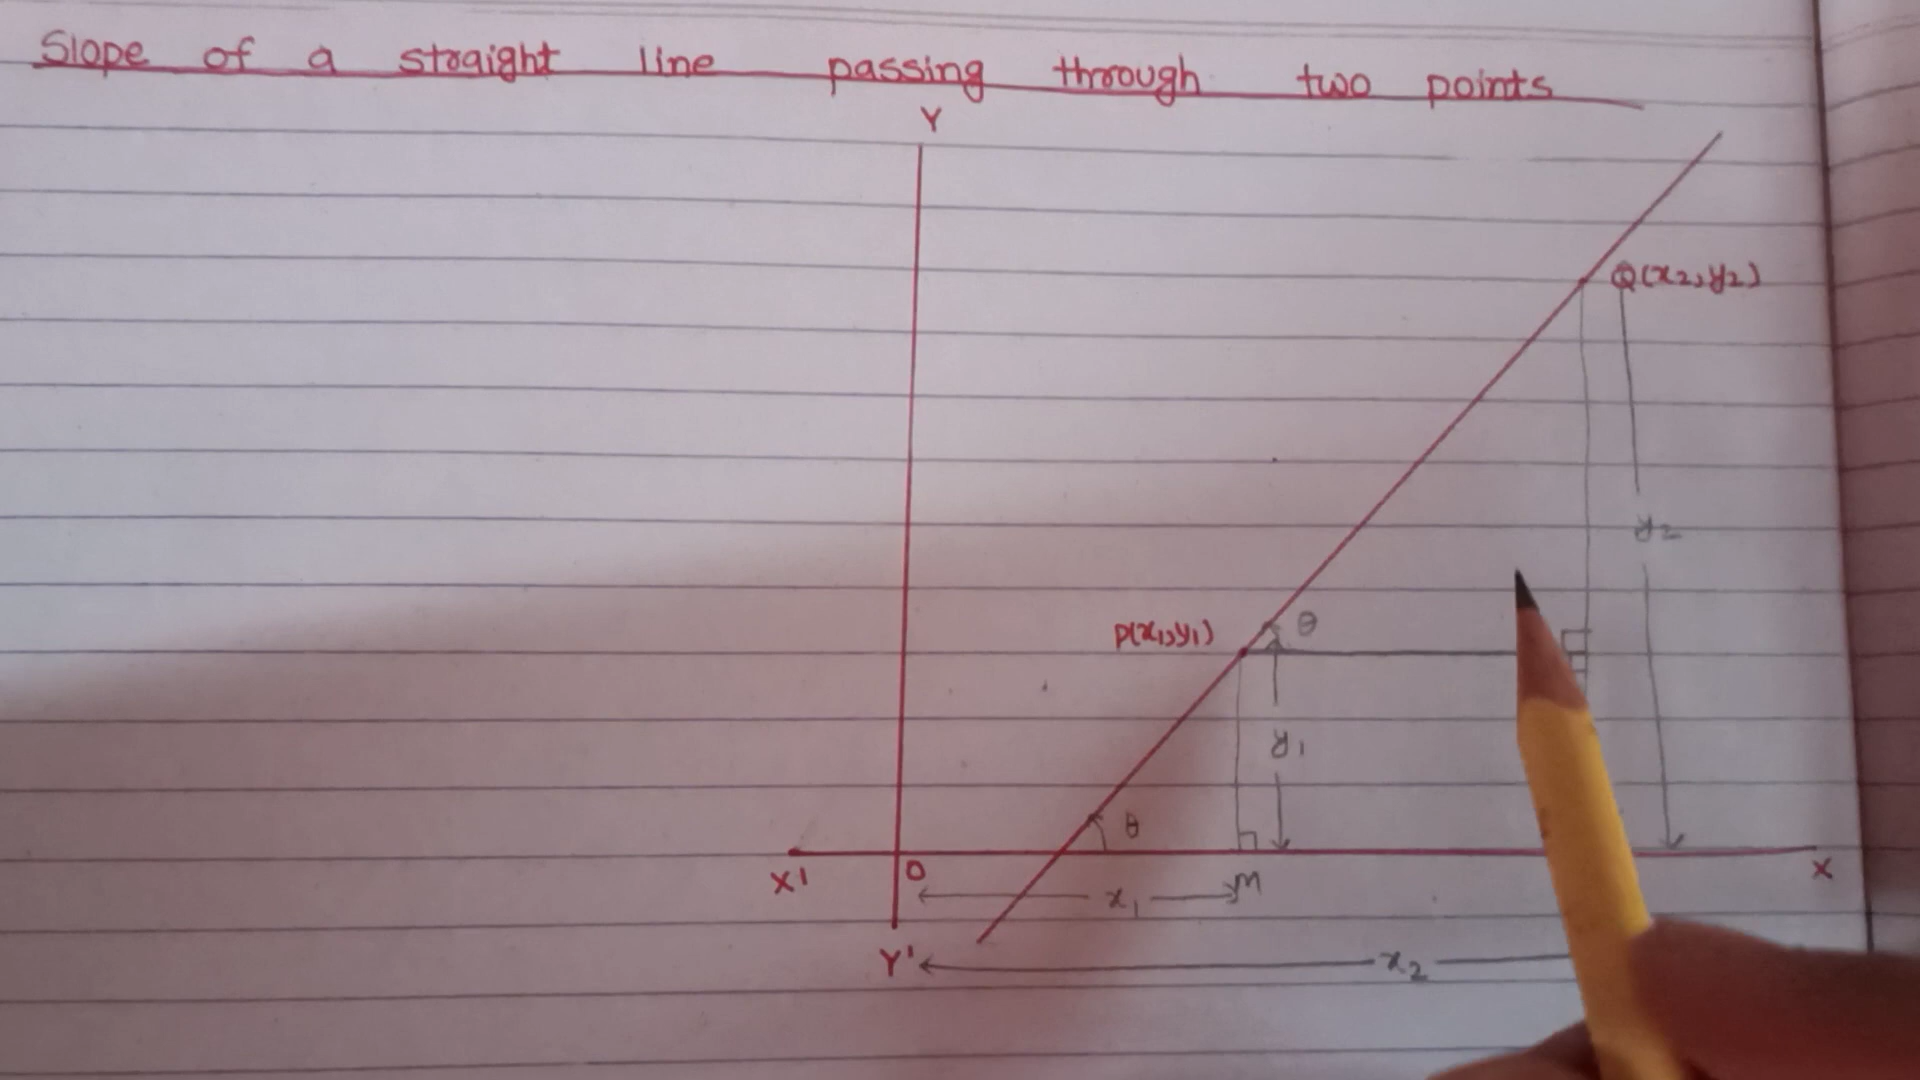 Slope of a straight line passing through two points
Y
Q(x2,y2)
y2
P(x1,y1) θ
y1
θ
X' O M X
x1
Y' x2